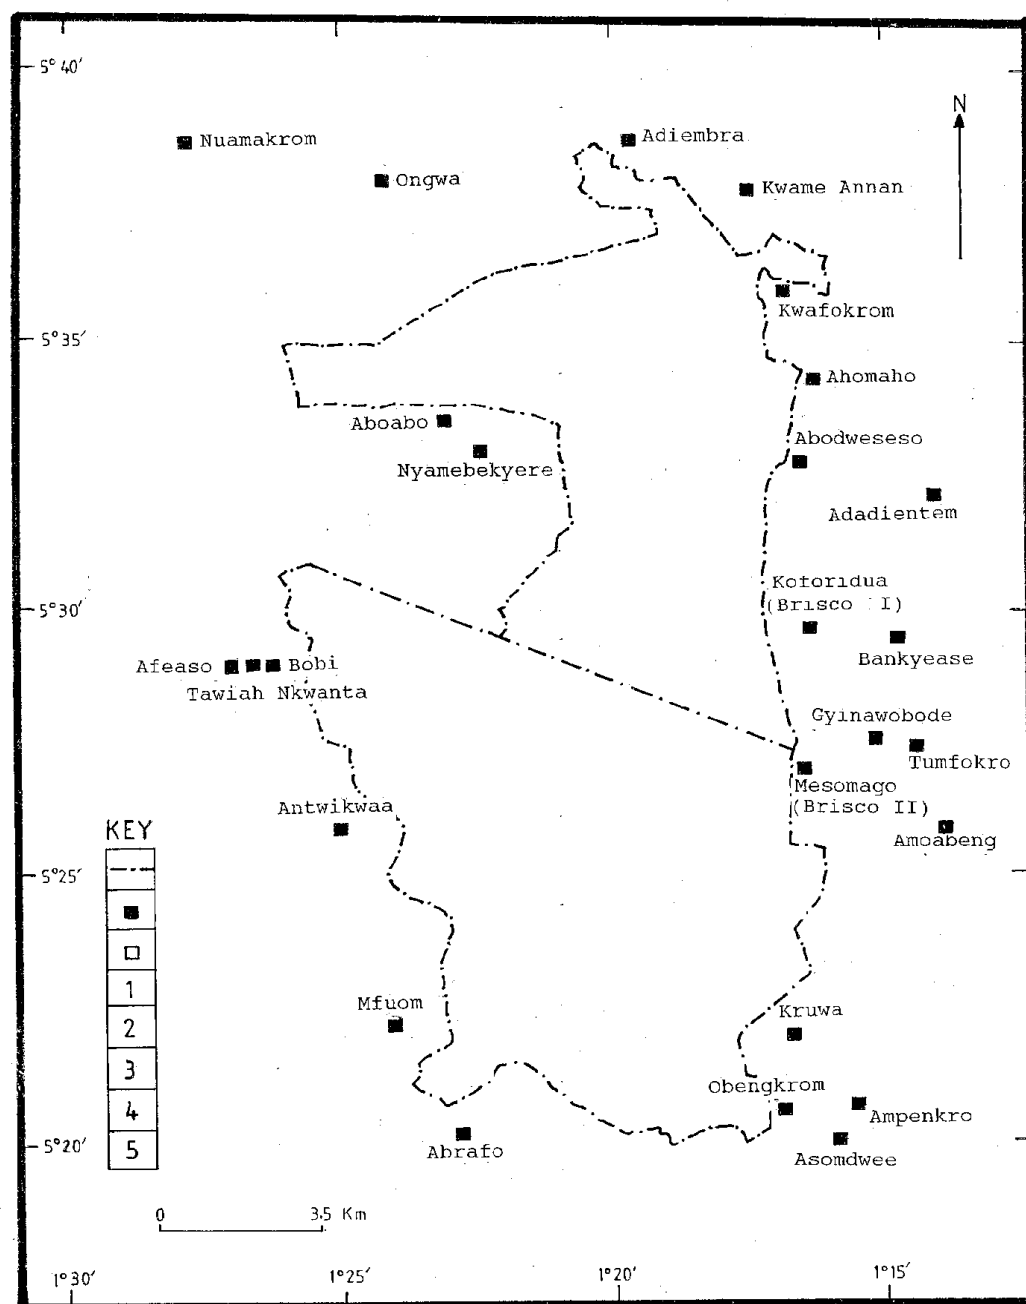 5° 40′
N
Nuamakrom
Adiembra
Ongwa
Kwame Annan
Kwafokrom
5° 35′
Ahomaho
Aboabo
Abodweseso
Nyamebekyere
Adadientem
Kotoridua
(Brisco I)
5° 30′
Bankyease
Afeaso
Bobi
Tawiah Nkwanta
Gyinawobode
Tumfokro
Mesomago
(Brisco II)
Antwikwaa
Amoabeng
KEY
5° 25′
1
2
3
4
5
Mfuom
Kruwa
Obengkrom
Ampenkro
5° 20′
Abrafo
Asomdwee
0 3.5 Km
1° 30′ 1° 25′ 1° 20′ 1° 15′